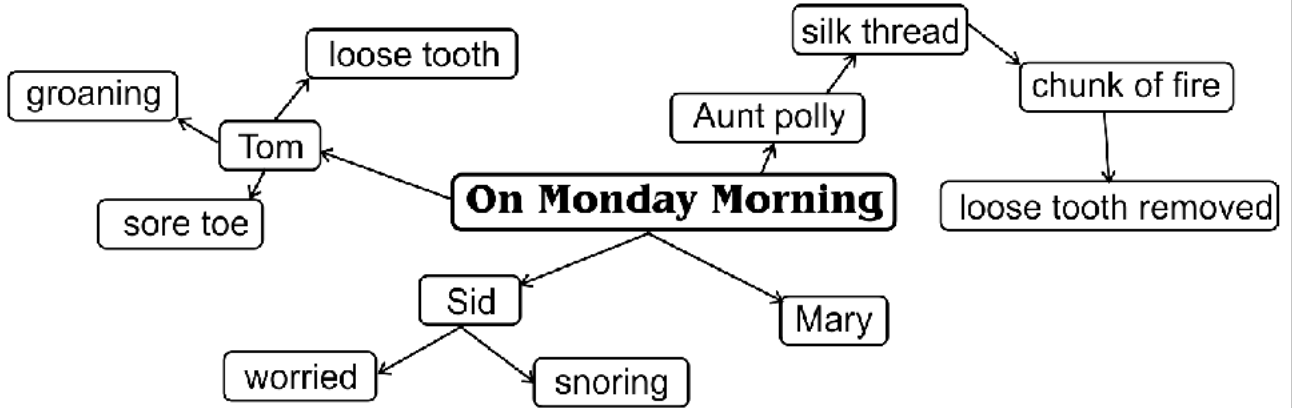 silk thread
loose tooth
chunk of fire
groaning
Aunt polly
Tom
On Monday Morning
loose tooth removed
sore toe
Sid
Mary
worried
snoring